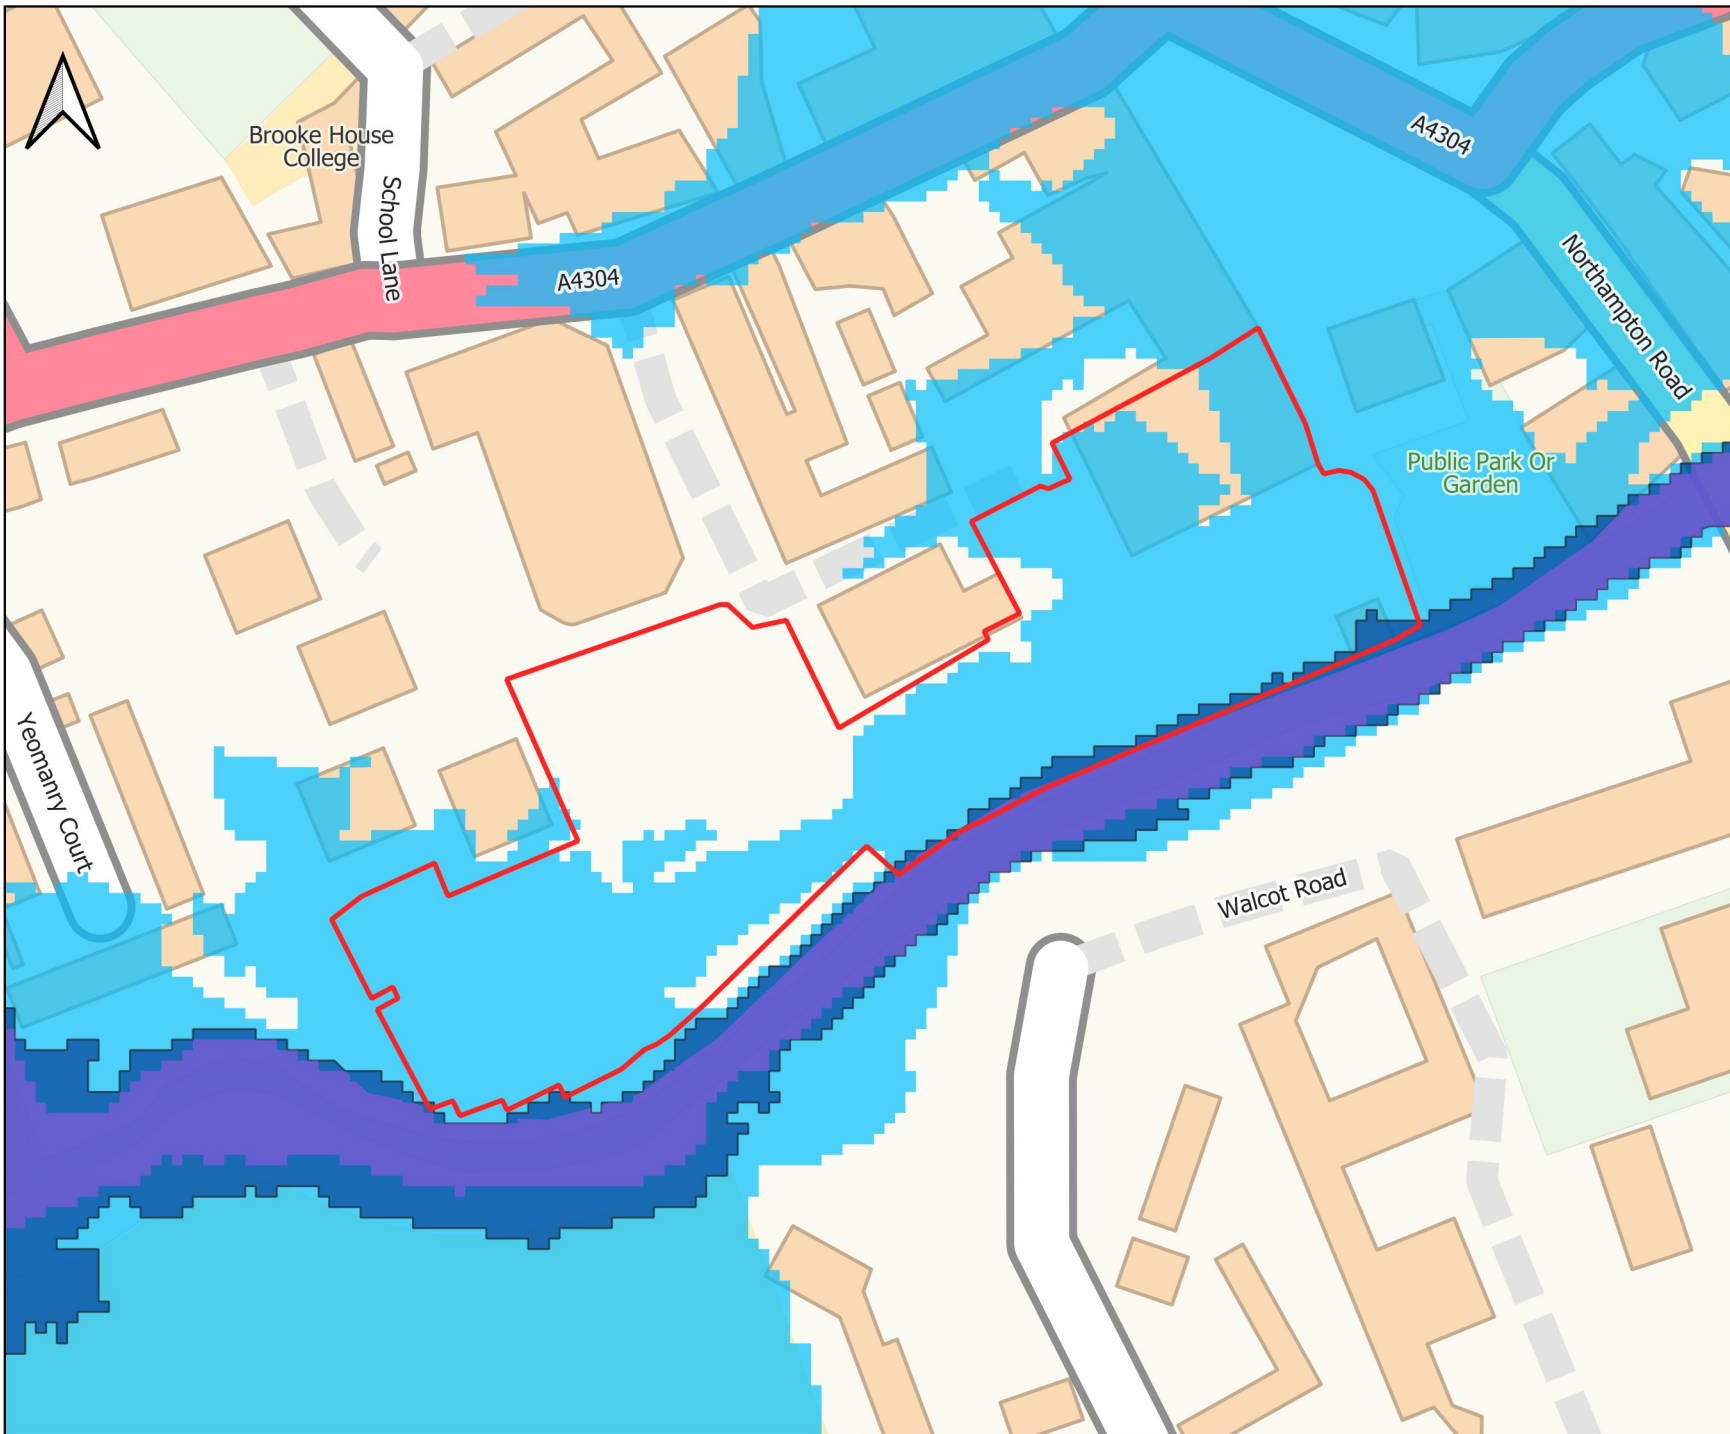 Brooke House
College
School Lane
A4304
A4304
Northampton Road
Public Park Or
Garden
Yeomanry Court
Walcot Road